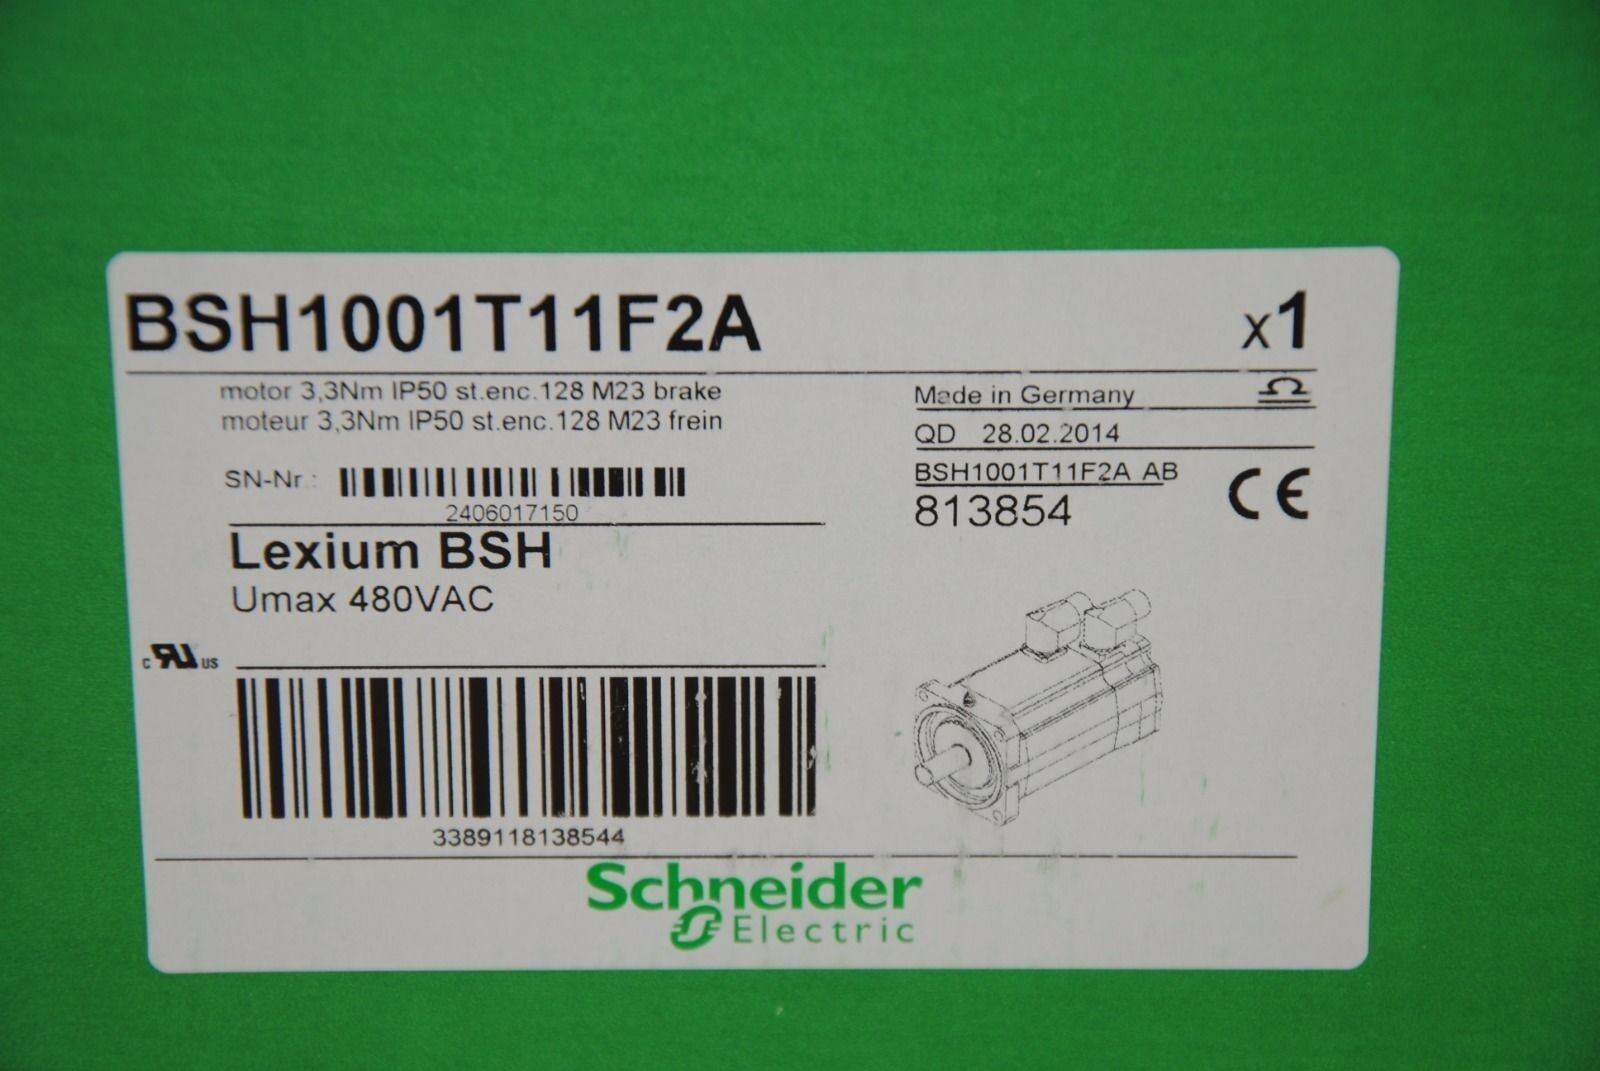 BSH1001T11F2A
x1
motor 3,3Nm IP50 st.enc.128 M23 brake
moteur 3,3Nm IP50 st.enc.128 M23 frein
Made in Germany
QD 28.02.2014
SN-Nr.:
2406017150
BSH1001T11F2A AB
813854
CE
Lexium BSH
Umax 480VAC
c RU us
3389118138544
Schneider
Electric